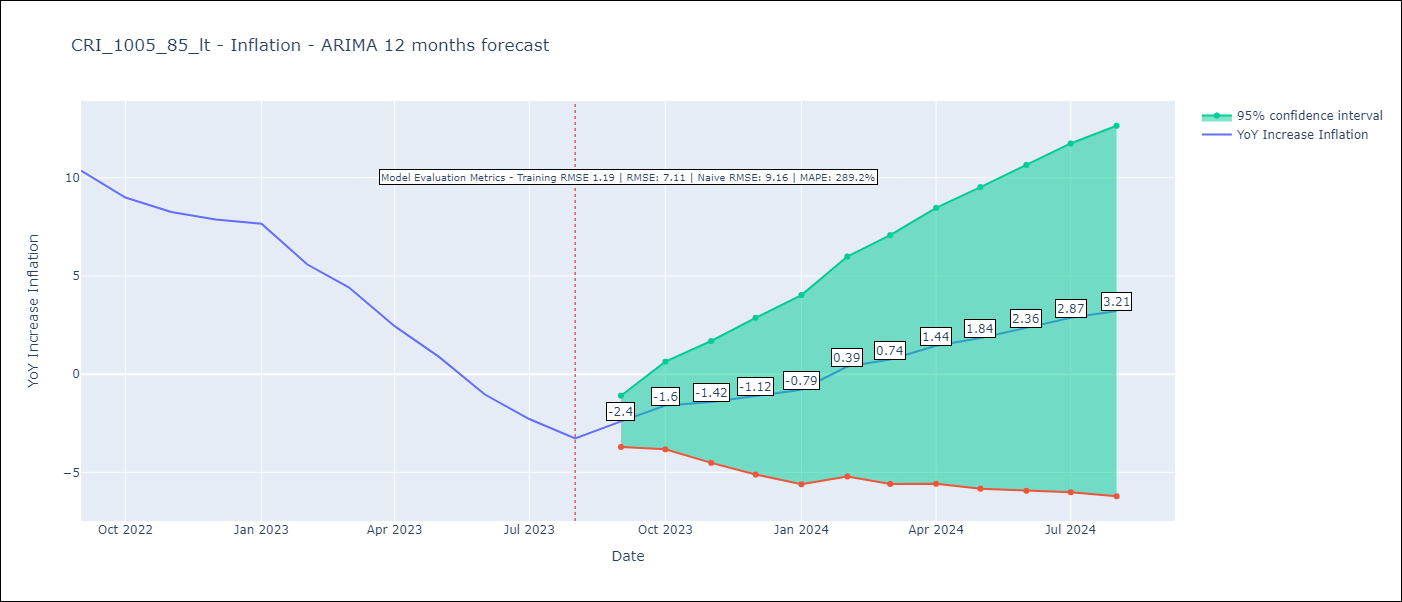 CRI_1005_85_lt - Inflation - ARIMA 12 months forecast
95% confidence interval
YoY Increase Inflation
Model Evaluation Metrics - Training RMSE 1.19 | RMSE: 7.11 | Naive RMSE: 9.16 | MAPE: 289.2%
YoY Increase Inflation
10
5
0
−5
-2.4
-1.6
-1.42
-1.12
-0.79
0.39
0.74
1.44
1.84
2.36
2.87
3.21
Oct 2022
Jan 2023
Apr 2023
Jul 2023
Oct 2023
Jan 2024
Apr 2024
Jul 2024
Date